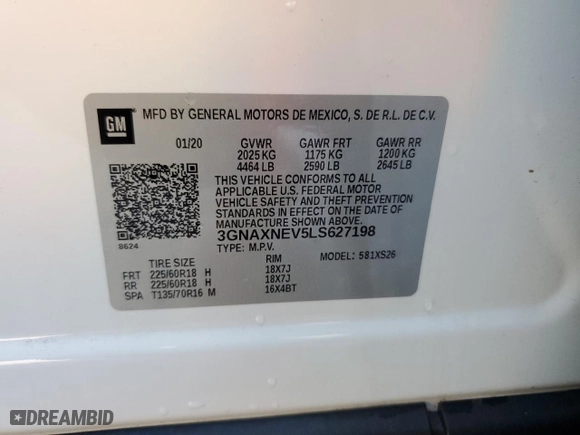 GM
MFD BY GENERAL MOTORS DE MEXICO, S. DE R.L. DE C.V.
01/20 GVWR GAWR FRT GAWR RR
2025 KG 1175 KG 1200 KG
4464 LB 2590 LB 2645 LB
THIS VEHICLE CONFORMS TO ALL
APPLICABLE U.S. FEDERAL MOTOR
VEHICLE SAFETY AND THEFT PREVENTION
STANDARDS IN EFFECT ON THE DATE OF
MANUFACTURE SHOWN ABOVE.
3GNAXNEV5LS627198
8624
TYPE: M.P.V. MODEL: 581XS26
TIRE SIZE RIM
FRT 225/60R18 H 18X7J
RR 225/60R18 H 18X7J
SPA T135/70R16 M 16X4BT
DREAMBID